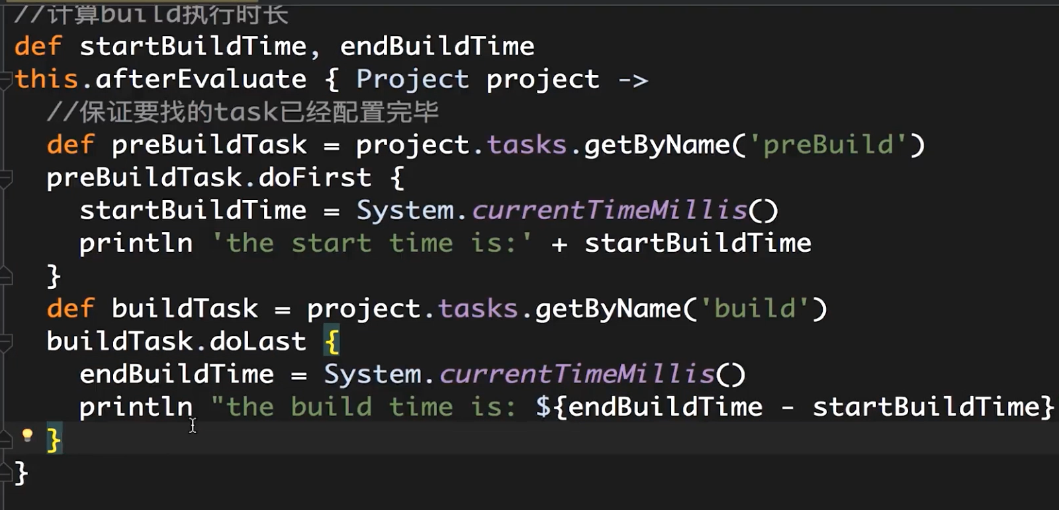 //计算build执行时长
def startBuildTime, endBuildTime
this.afterEvaluate { Project project ->
//保证要找的task已经配置完毕
def preBuildTask = project.tasks.getByName('preBuild')
preBuildTask.doFirst {
startBuildTime = System.currentTimeMillis()
println 'the start time is:' + startBuildTime
}
def buildTask = project.tasks.getByName('build')
buildTask.doLast {
endBuildTime = System.currentTimeMillis()
println "the build time is: ${endBuildTime - startBuildTime}
}
}